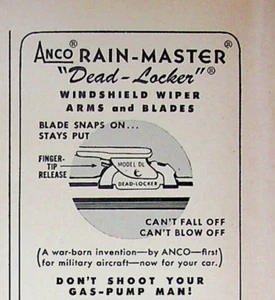 ANCO® RAIN-MASTER®
"Dead-Locker"®
WINDSHIELD WIPER
ARMS and BLADES
BLADE SNAPS ON...
STAYS PUT
FINGER-
TIP
RELEASE
MODEL DL
DEAD-LOCKER
CAN'T FALL OFF
CAN'T BLOW OFF
(A war-born invention—by ANCO—first
for military aircraft—now for your car.)
DON'T SHOOT YOUR
GAS-PUMP MAN!